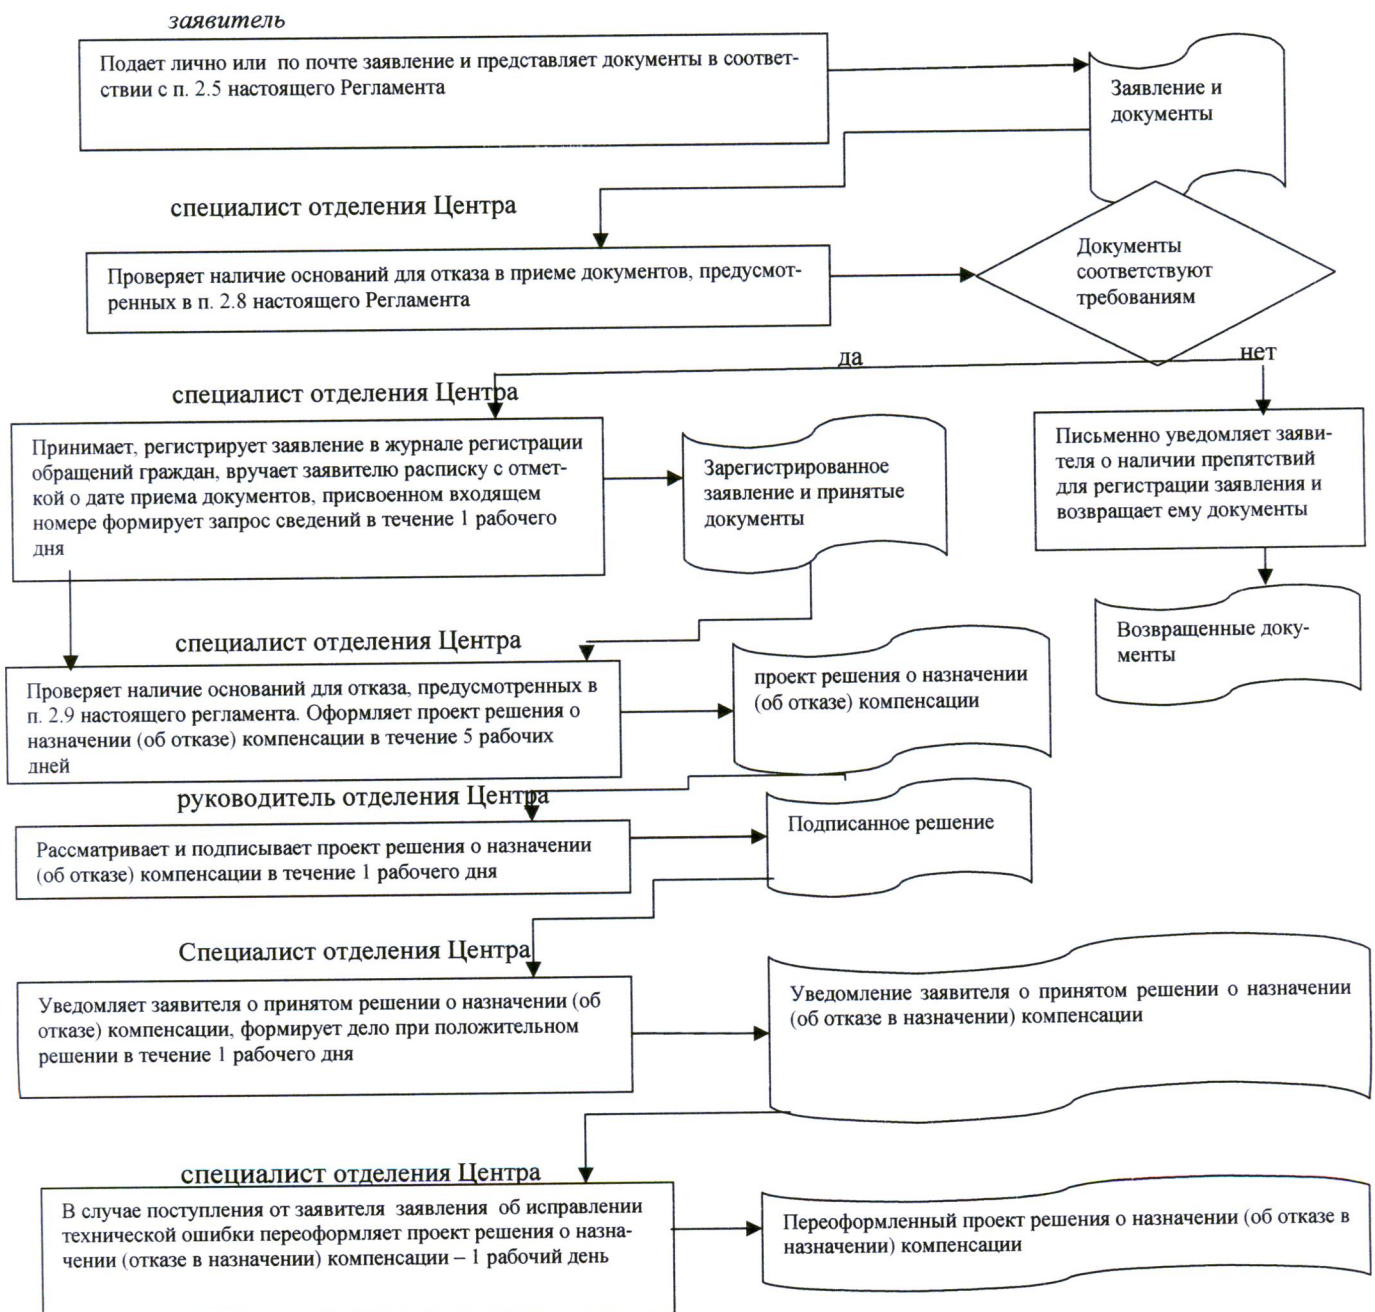 заявитель
Подает лично или по почте заявление и представляет документы в соответ-
ствии с п. 2.5 настоящего Регламента
Заявление и
документы
специалист отделения Центра
Проверяет наличие оснований для отказа в приеме документов, предусмот-
ренных в п. 2.8 настоящего Регламента
Документы
соответствуют
требованиям
да
нет
специалист отделения Центра
Принимает, регистрирует заявление в журнале регистрации
обращений граждан, вручает заявителю расписку с отмет-
кой о дате приема документов, присвоенном входящем
номере формирует запрос сведений в течение 1 рабочего
дня
Зарегистрированное
заявление и принятые
документы
Письменно уведомляет заяви-
теля о наличии препятствий
для регистрации заявления и
возвращает ему документы
Возвращенные доку-
менты
специалист отделения Центра
Проверяет наличие оснований для отказа, предусмотренных в
п. 2.9 настоящего регламента. Оформляет проект решения о
назначении (об отказе) компенсации в течение 5 рабочих
дней
проект решения о назначении
(об отказе) компенсации
руководитель отделения Центра
Рассматривает и подписывает проект решения о назначении
(об отказе) компенсации в течение 1 рабочего дня
Подписанное решение
Специалист отделения Центра
Уведомляет заявителя о принятом решении о назначении (об
отказе) компенсации, формирует дело при положительном
решении в течение 1 рабочего дня
Уведомление заявителя о принятом решении о назначении
(об отказе в назначении) компенсации
специалист отделения Центра
В случае поступления от заявителя заявления об исправлении
технической ошибки переоформляет проект решения о назна-
чении (отказе в назначении) компенсации – 1 рабочий день
Переоформленный проект решения о назначении (об отказе в
назначении) компенсации